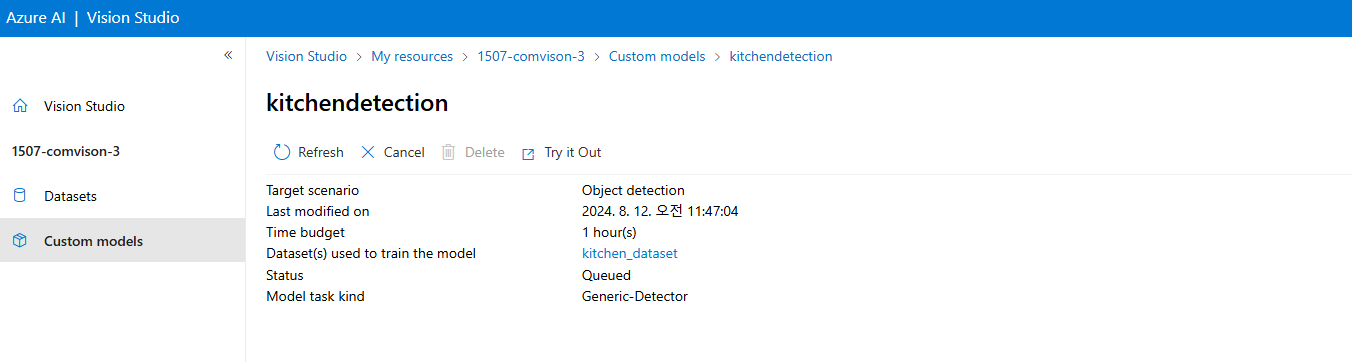 Azure AI | Vision Studio
«
Vision Studio > My resources > 1507-comvison-3 > Custom models > kitchendetection
Vision Studio
1507-comvison-3
Datasets
Custom models
kitchendetection
Refresh Cancel Delete Try it Out
Target scenario Object detection
Last modified on 2024. 8. 12. 오전 11:47:04
Time budget 1 hour(s)
Dataset(s) used to train the model kitchen_dataset
Status Queued
Model task kind Generic-Detector